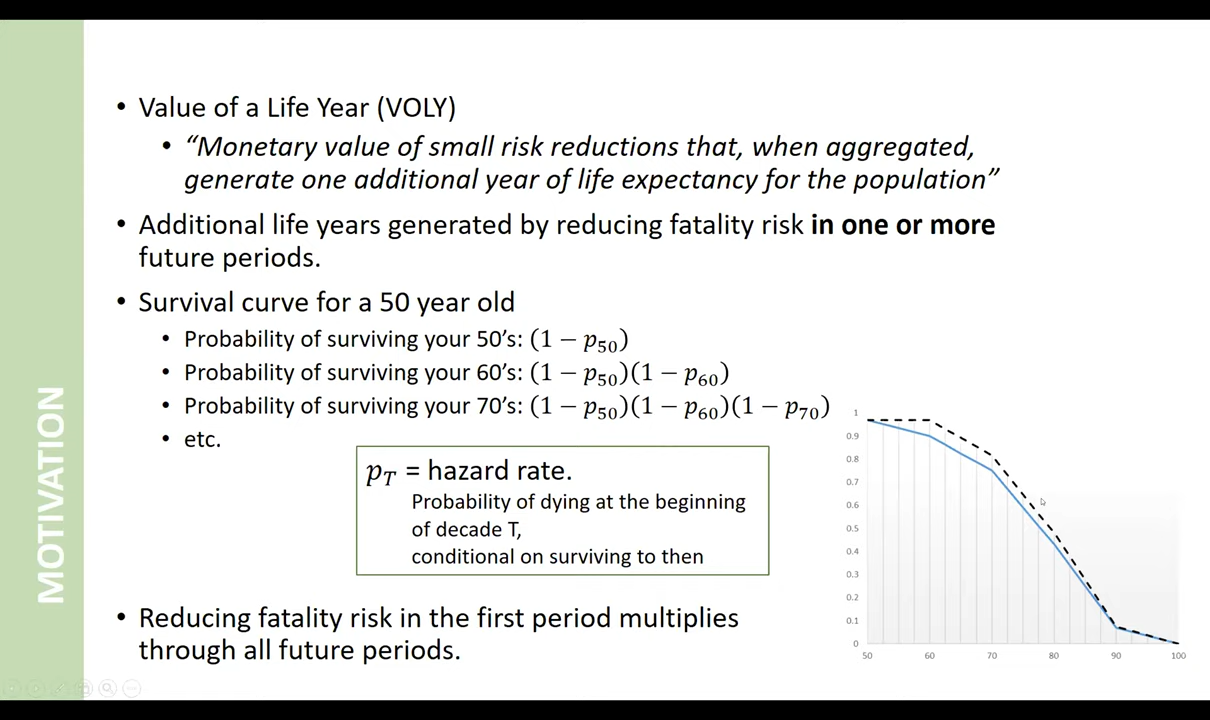 MOTIVATION
• Value of a Life Year (VOLY)
• “Monetary value of small risk reductions that, when aggregated,
generate one additional year of life expectancy for the population”
• Additional life years generated by reducing fatality risk in one or more
future periods.
• Survival curve for a 50 year old
• Probability of surviving your 50’s: (1 − p₅₀)
• Probability of surviving your 60’s: (1 − p₅₀)(1 − p₆₀)
• Probability of surviving your 70’s: (1 − p₅₀)(1 − p₆₀)(1 − p₇₀)
• etc.
p_T = hazard rate.
Probability of dying at the beginning
of decade T,
conditional on surviving to then
• Reducing fatality risk in the first period multiplies
through all future periods.
1
0.9
0.8
0.7
0.6
0.5
0.4
0.3
0.2
0.1
0
50 60 70 80 90 100